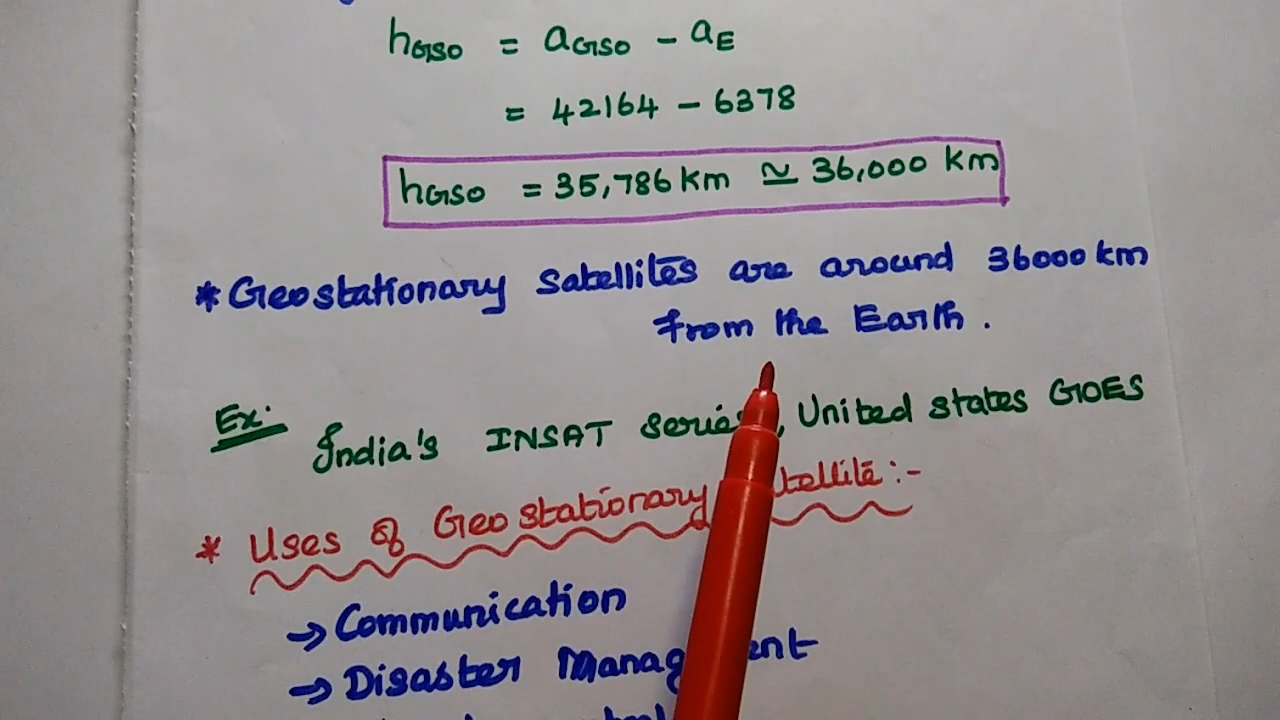 hGSO = aGSO - aE
= 42164 - 6378
hGSO = 35,786 km ≃ 36,000 km
* Geostationary satellites are around 36000 km
from the Earth.
Ex:- India's INSAT series, United states GOES
* Uses of Geostationary :-
→ Communication
→ Disaster